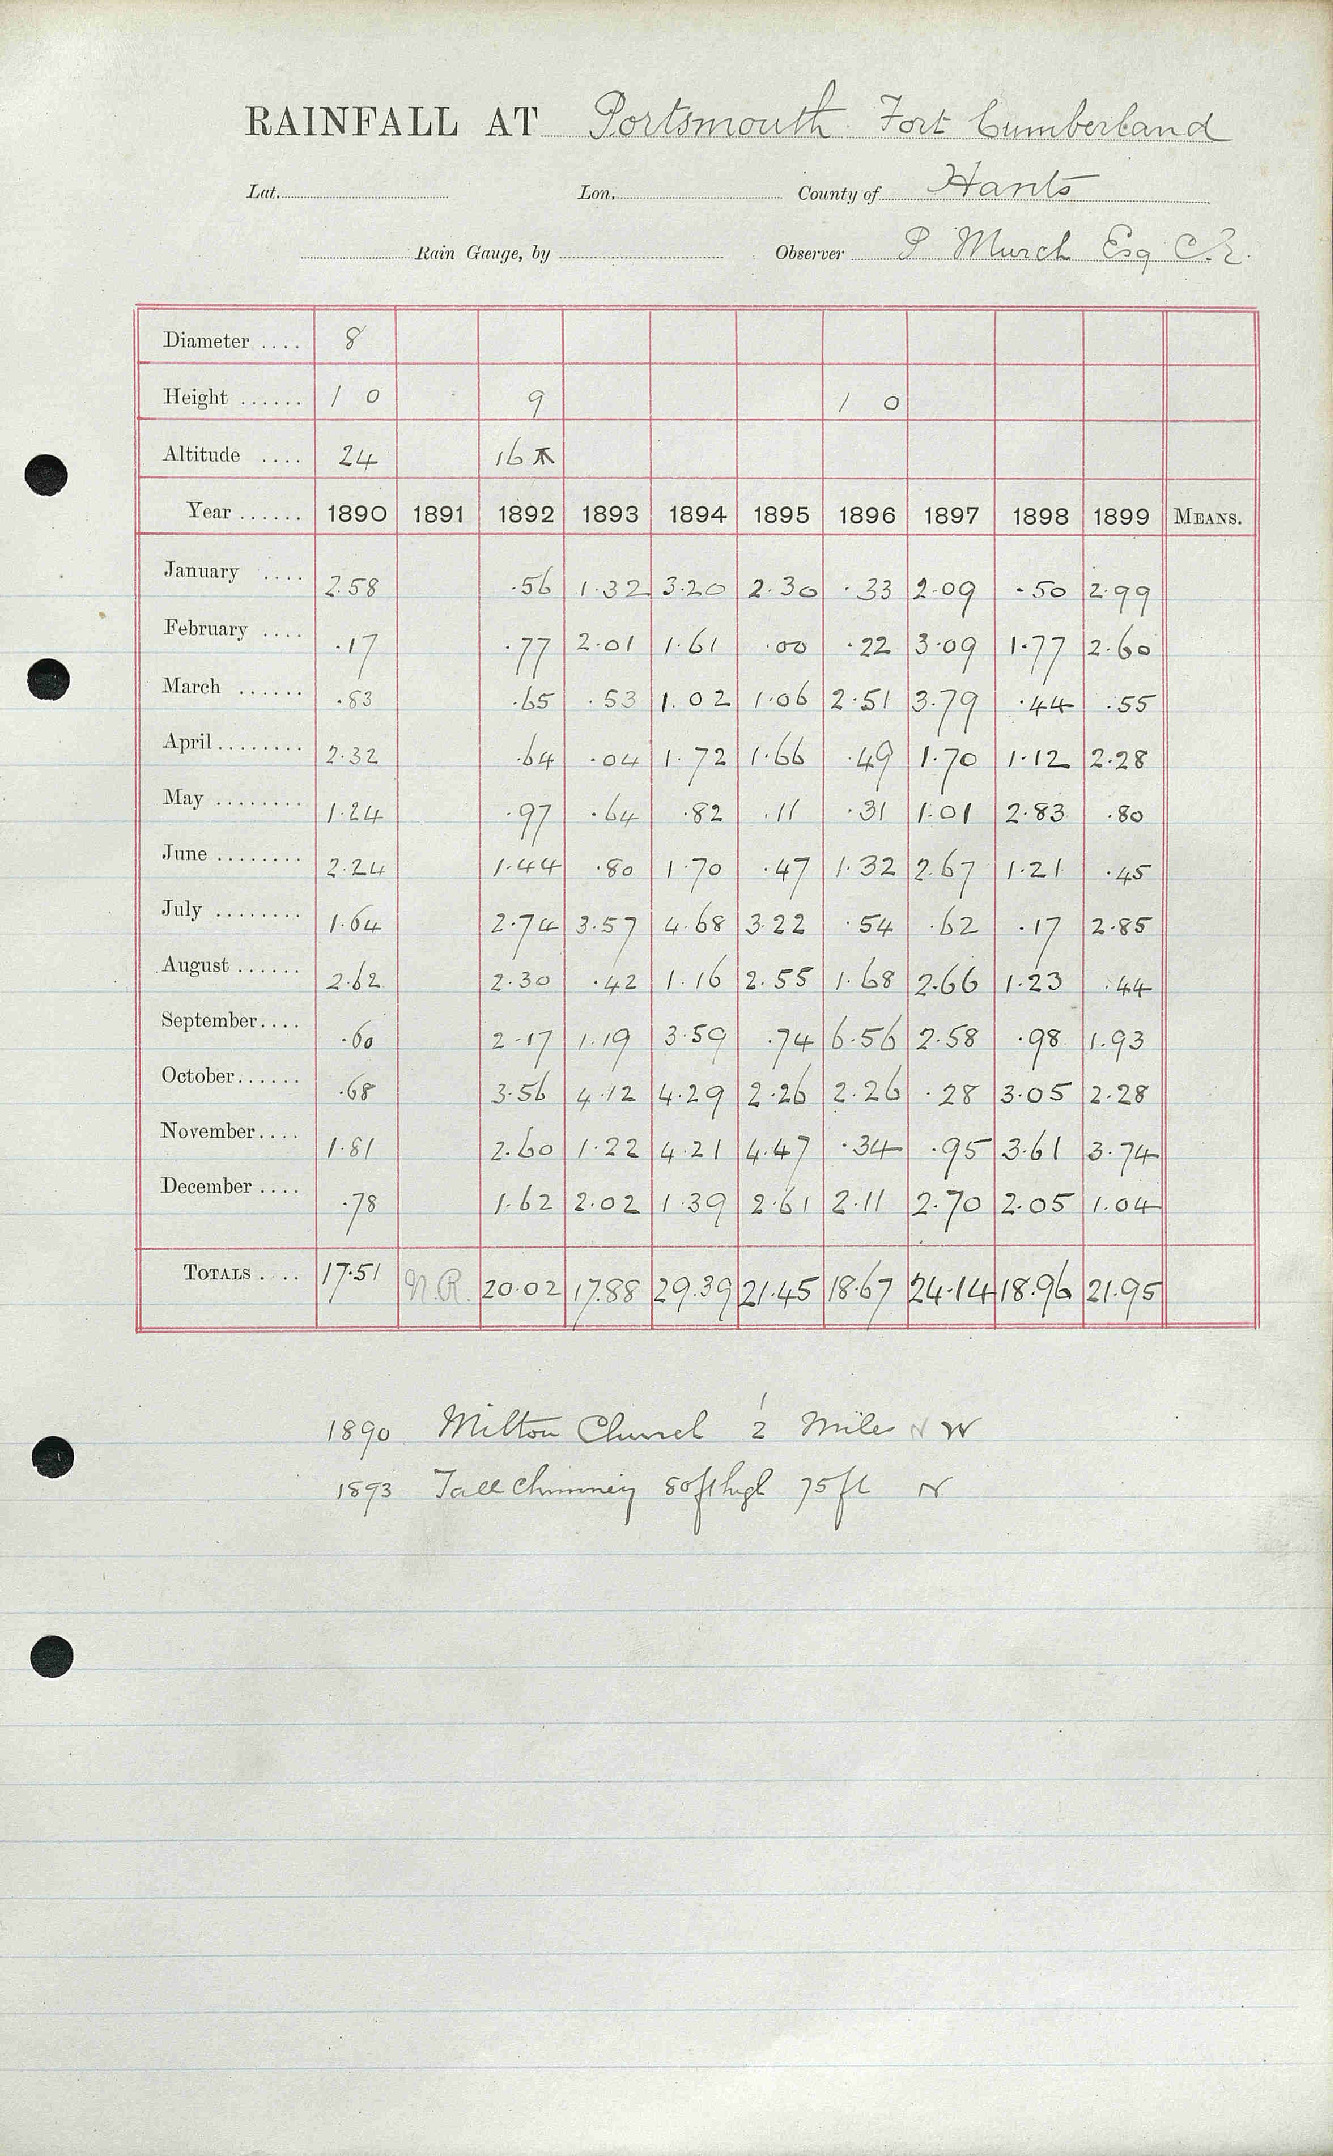 RAINFALL AT Portsmouth Fort Cumberland
Lat. Lon. County of Hants
Rain Gauge, by Observer P Murch Esq C.E.
Diameter .... 8
Height ...... 1 0 9 1 0
Altitude .... 24 16
Year ...... 1890 1891 1892 1893 1894 1895 1896 1897 1898 1899 MEANS.
January .... 2.58 .56 1.32 3.20 2.30 .33 2.09 .50 2.99
February .... .17 .77 2.01 1.61 .00 .22 3.09 1.77 2.60
March ...... .83 .65 .53 1.02 1.06 2.51 3.79 .44 .55
April ........ 2.32 .64 .04 1.72 1.66 .49 1.70 1.12 2.28
May ........ 1.24 .97 .64 .82 .11 .31 1.01 2.83 .80
June ........ 2.24 1.44 .80 1.70 .47 1.32 2.67 1.21 .45
July ........ 1.64 2.74 3.57 4.68 3.22 .54 .62 .17 2.85
August ...... 2.62 2.30 .42 1.16 2.55 1.68 2.66 1.23 .44
September .... .60 2.17 1.19 3.59 .74 6.56 2.58 .98 1.93
October ...... .68 3.56 4.12 4.29 2.26 2.26 .28 3.05 2.28
November .... 1.81 2.60 1.22 4.21 4.47 .34 .95 3.61 3.74
December .... .78 1.62 2.02 1.39 2.61 2.11 2.70 2.05 1.04
TOTALS .... 17.51 N.R. 20.02 17.88 29.39 21.45 18.67 24.14 18.96 21.95
1890 Milton Church 1/2 Mile N W
1893 Tall Chimney 80ft high 75ft N